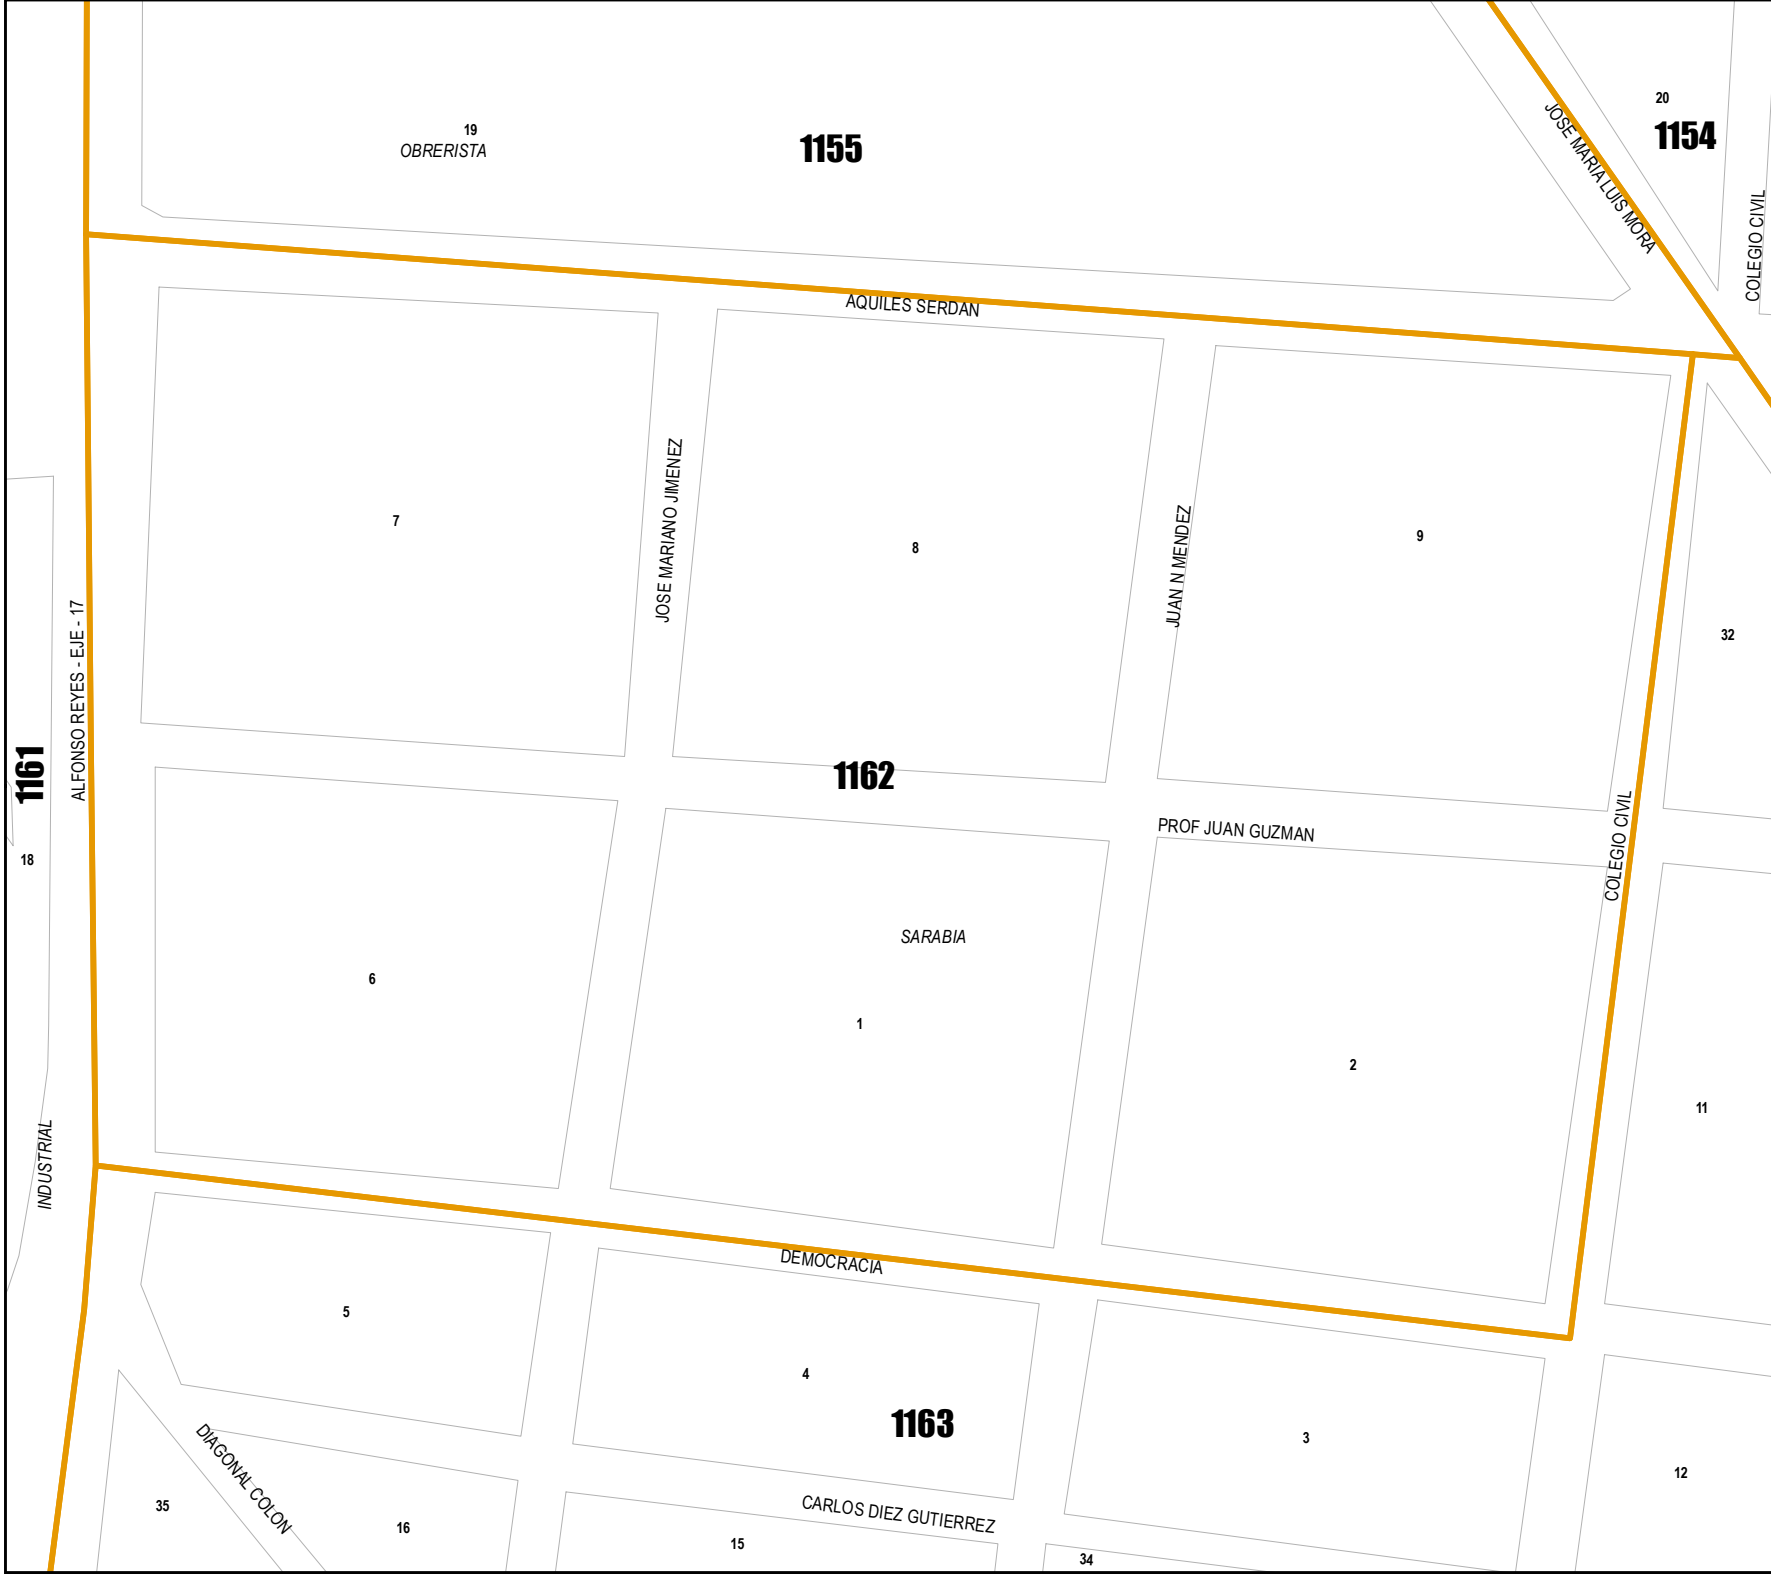 20
1154
19
OBRERISTA
1155
JOSE MARIA LUIS MORA
COLEGIO CIVIL
AQUILES SERDAN
7
JOSE MARIANO JIMENEZ
8
JUAN N MENDEZ
9
32
ALFONSO REYES - EJE - 17
1161
1162
PROF JUAN GUZMAN
COLEGIO CIVIL
18
SARABIA
6
1
2
11
INDUSTRIAL
DEMOCRACIA
5
4
1163
3
12
DIAGONAL COLON
35
16
CARLOS DIEZ GUTIERREZ
15
34